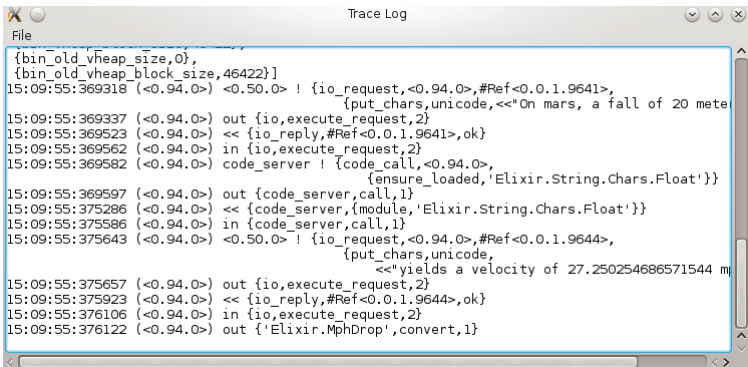 Trace Log
File
{bin_old_vheap_size,0},
{bin_old_vheap_block_size,46422}]
15:09:55:369318 (<0.94.0>) <0.50.0> ! {io_request,<0.94.0>,#Ref<0.0.1.9641>,
{put_chars,unicode,<<"On mars, a fall of 20 meter
15:09:55:369337 (<0.94.0>) out {io,execute_request,2}
15:09:55:369523 (<0.94.0>) << {io_reply,#Ref<0.0.1.9641>,ok}
15:09:55:369562 (<0.94.0>) in {io,execute_request,2}
15:09:55:369582 (<0.94.0>) code_server ! {code_call,<0.94.0>,
{ensure_loaded,'Elixir.String.Chars.Float'}}
15:09:55:369597 (<0.94.0>) out {code_server,call,1}
15:09:55:375286 (<0.94.0>) << {code_server,{module,'Elixir.String.Chars.Float'}}
15:09:55:375586 (<0.94.0>) in {code_server,call,1}
15:09:55:375643 (<0.94.0>) <0.50.0> ! {io_request,<0.94.0>,#Ref<0.0.1.9644>,
{put_chars,unicode,
<<"yields a velocity of 27.250254686571544 mp
15:09:55:375657 (<0.94.0>) out {io,execute_request,2}
15:09:55:375923 (<0.94.0>) << {io_reply,#Ref<0.0.1.9644>,ok}
15:09:55:376106 (<0.94.0>) in {io,execute_request,2}
15:09:55:376122 (<0.94.0>) out {'Elixir.MphDrop',convert,1}